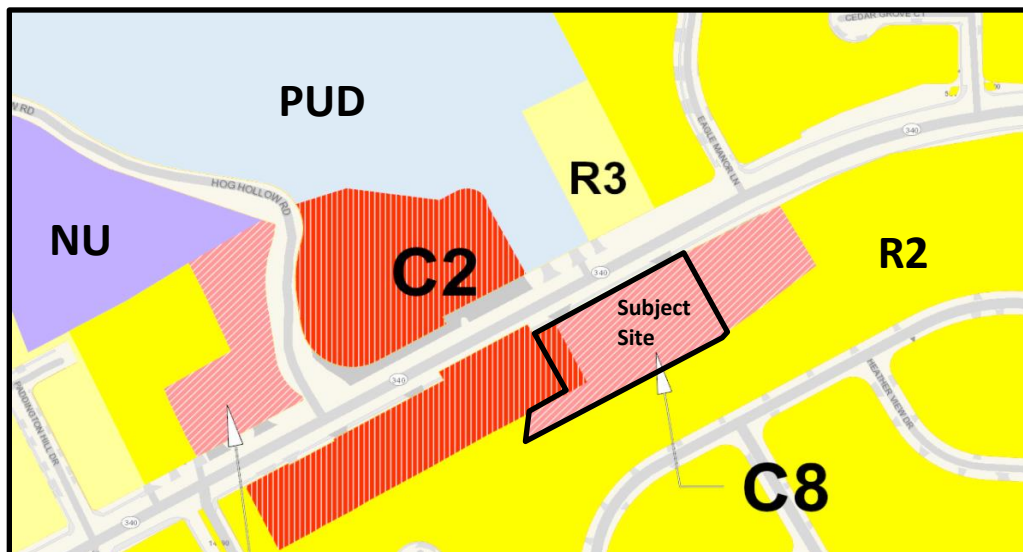 CEDAR GROVE CT
PUD
W RD
340
EAGLE MANOR LN
R3
HOG HOLLOW RD
NU
R2
C2
340
Subject
Site
340
PADDINGTON HILL DR
HEATHER VIEW DR
C8
340